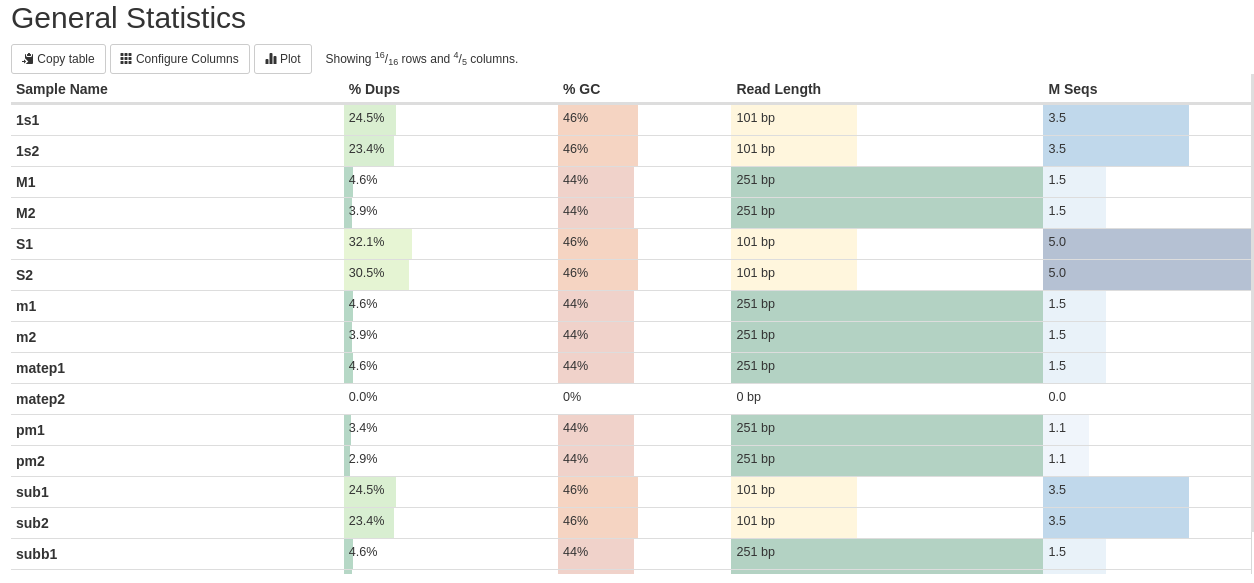 General Statistics
Copy table Configure Columns Plot Showing 16/16 rows and 4/5 columns.
Sample Name % Dups % GC Read Length M Seqs
1s1 24.5% 46% 101 bp 3.5
1s2 23.4% 46% 101 bp 3.5
M1 4.6% 44% 251 bp 1.5
M2 3.9% 44% 251 bp 1.5
S1 32.1% 46% 101 bp 5.0
S2 30.5% 46% 101 bp 5.0
m1 4.6% 44% 251 bp 1.5
m2 3.9% 44% 251 bp 1.5
matep1 4.6% 44% 251 bp 1.5
matep2 0.0% 0% 0 bp 0.0
pm1 3.4% 44% 251 bp 1.1
pm2 2.9% 44% 251 bp 1.1
sub1 24.5% 46% 101 bp 3.5
sub2 23.4% 46% 101 bp 3.5
subb1 4.6% 44% 251 bp 1.5